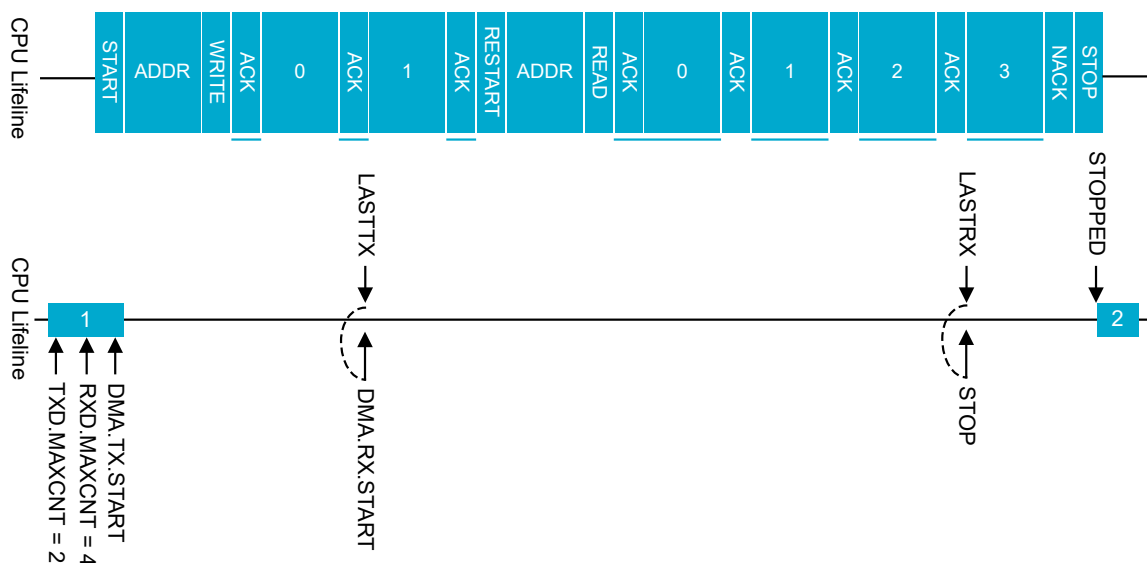 CPU Lifeline
START
ADDR
WRITE
ACK
0
ACK
1
ACK
RESTART
ADDR
READ
ACK
0
ACK
1
ACK
2
ACK
3
NACK
STOP
LASTTX
LASTRX
STOPPED
CPU Lifeline
1
2
TXD.MAXCNT = 2
RXD.MAXCNT = 4
DMA.TX.START
DMA.RX.START
STOP